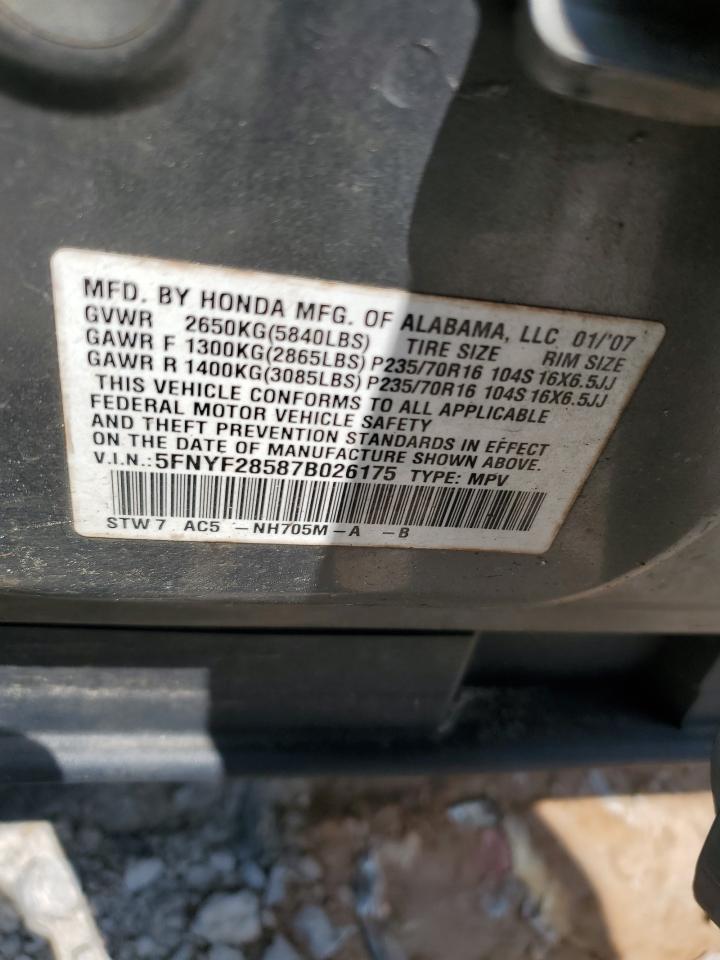 MFD. BY HONDA MFG. OF ALABAMA, LLC 01/'07
GVWR 2650KG(5840LBS) TIRE SIZE RIM SIZE
GAWR F 1300KG(2865LBS) P235/70R16 104S 16X6.5JJ
GAWR R 1400KG(3085LBS) P235/70R16 104S 16X6.5JJ
THIS VEHICLE CONFORMS TO ALL APPLICABLE
FEDERAL MOTOR VEHICLE SAFETY
AND THEFT PREVENTION STANDARDS IN EFFECT
ON THE DATE OF MANUFACTURE SHOWN ABOVE.
V.I.N.: 5FNYF28587B026175 TYPE: MPV
STW 7 AC5 – NH705M – A – B